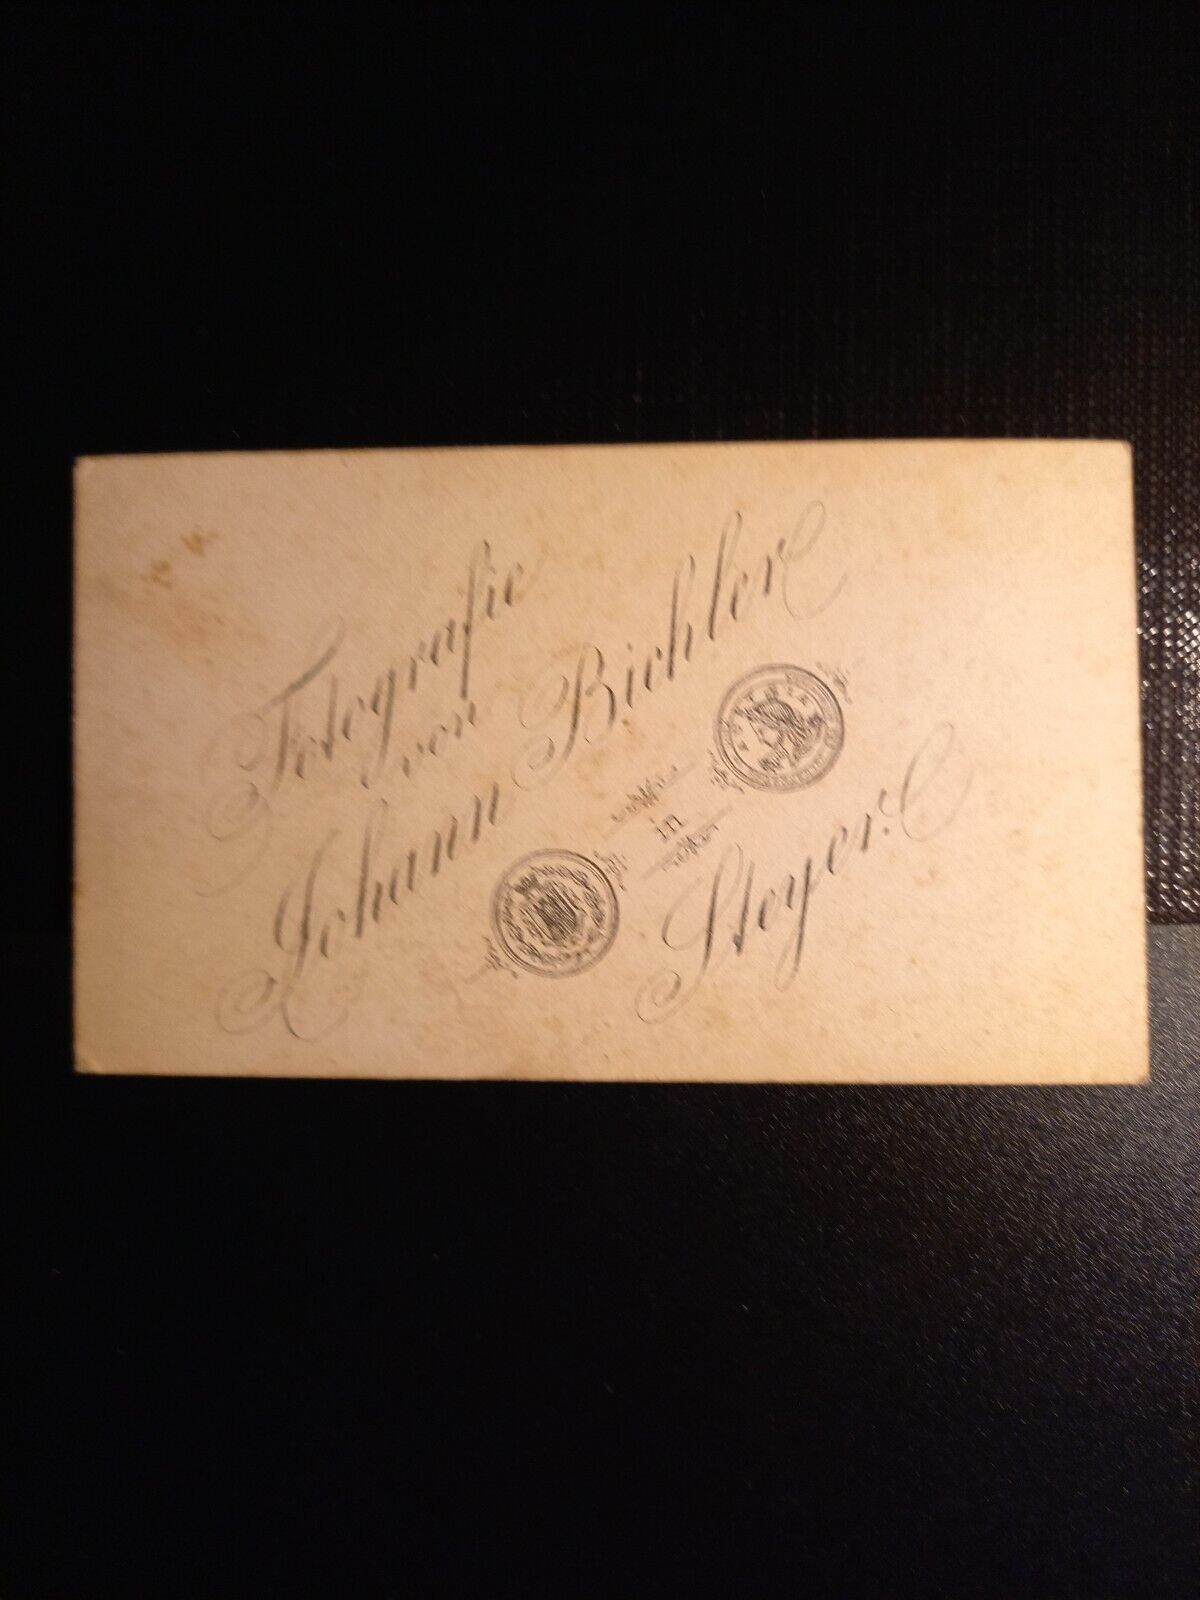 Fotografie
von
Johann Bichler
in
Steyer.